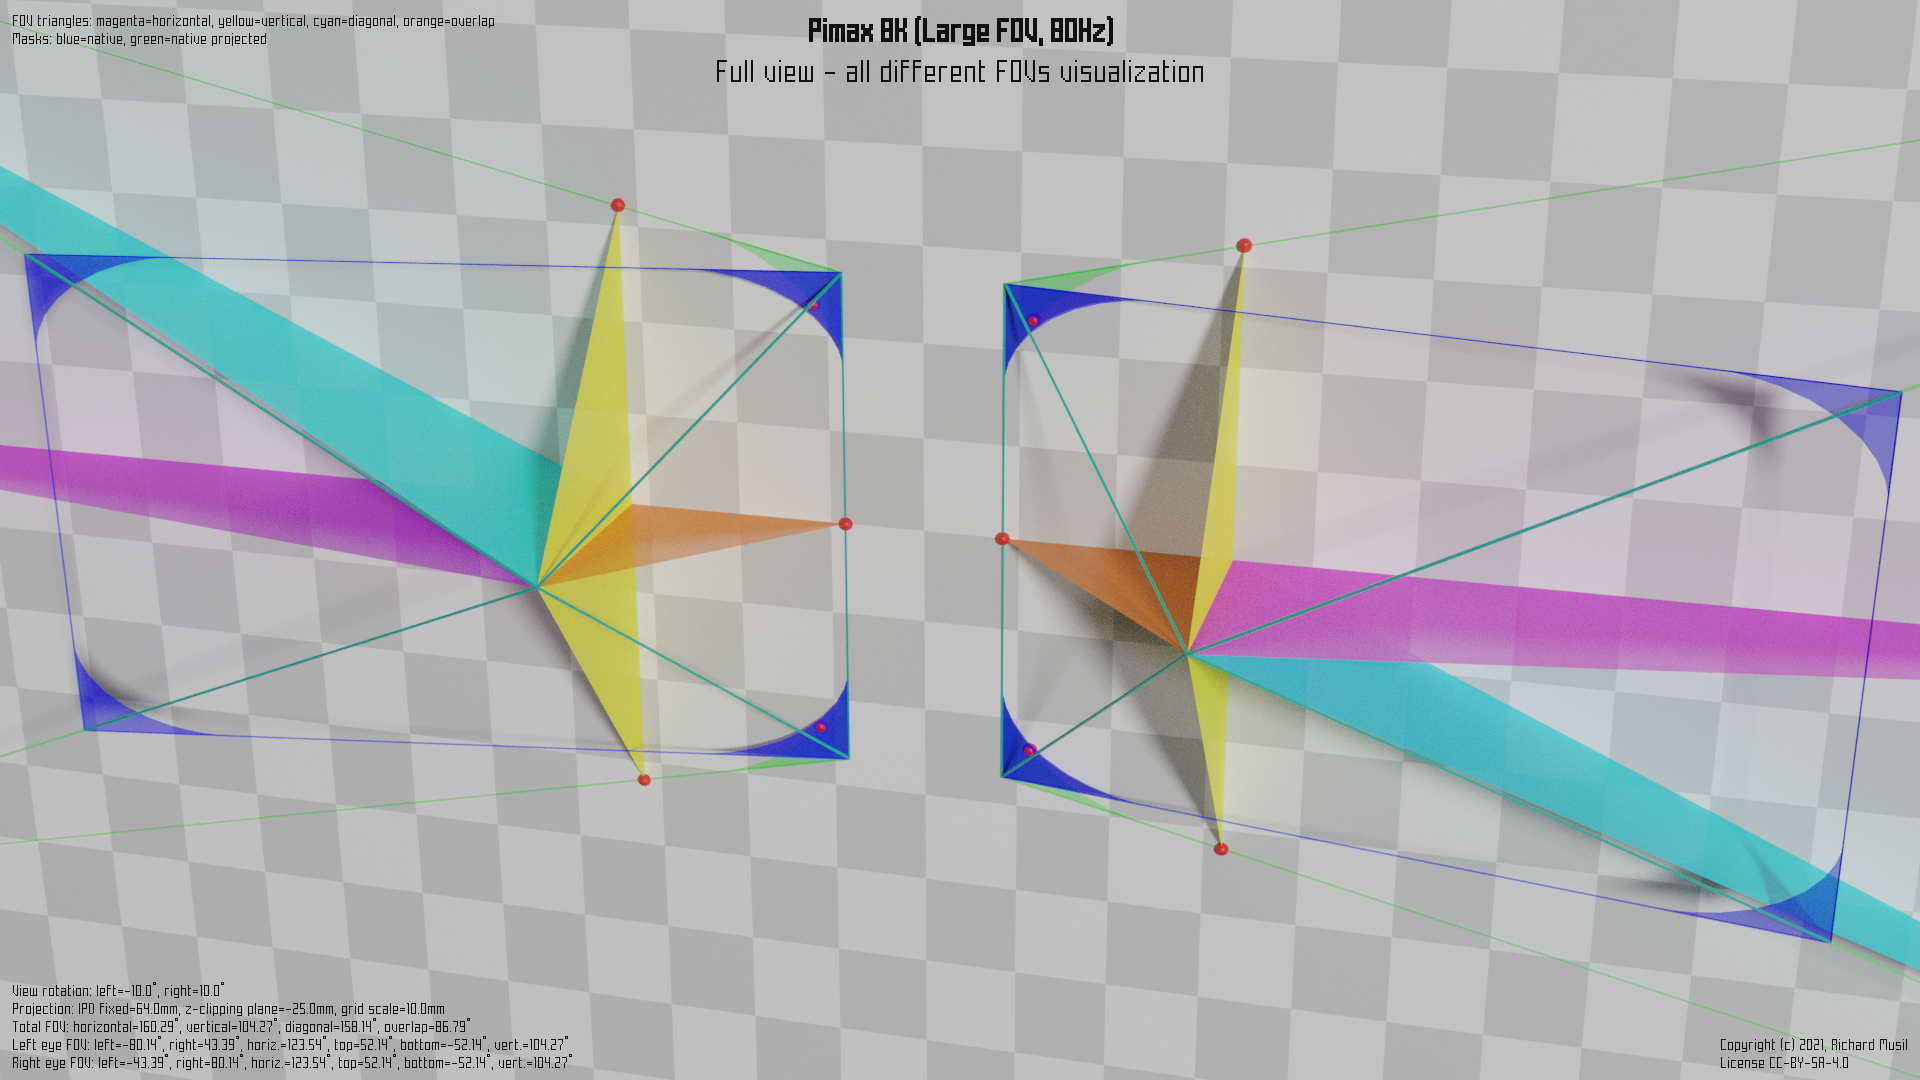 FOV triangles: magenta=horizontal, yellow=vertical, cyan=diagonal, orange=overlap
Masks: blue=native, green=native projected
Pimax 8K (Large FOV, 80Hz)
Full view - all different FOVs visualization
View rotation: left=-10.0°, right=10.0°
Projection: IPD fixed=64.0mm, z-clipping plane=-25.0mm, grid scale=10.0mm
Total FOV: horizontal=160.29°, vertical=104.27°, diagonal=158.14°, overlap=86.79°
Left eye FOV: left=-80.14°, right=43.39°, horiz.=123.54°, top=52.14°, bottom=-52.14°, vert.=104.27°
Right eye FOV: left=-43.39°, right=80.14°, horiz.=123.54°, top=52.14°, bottom=-52.14°, vert.=104.27°
Copyright (c) 2021, Richard Musil
License CC-BY-SA-4.0